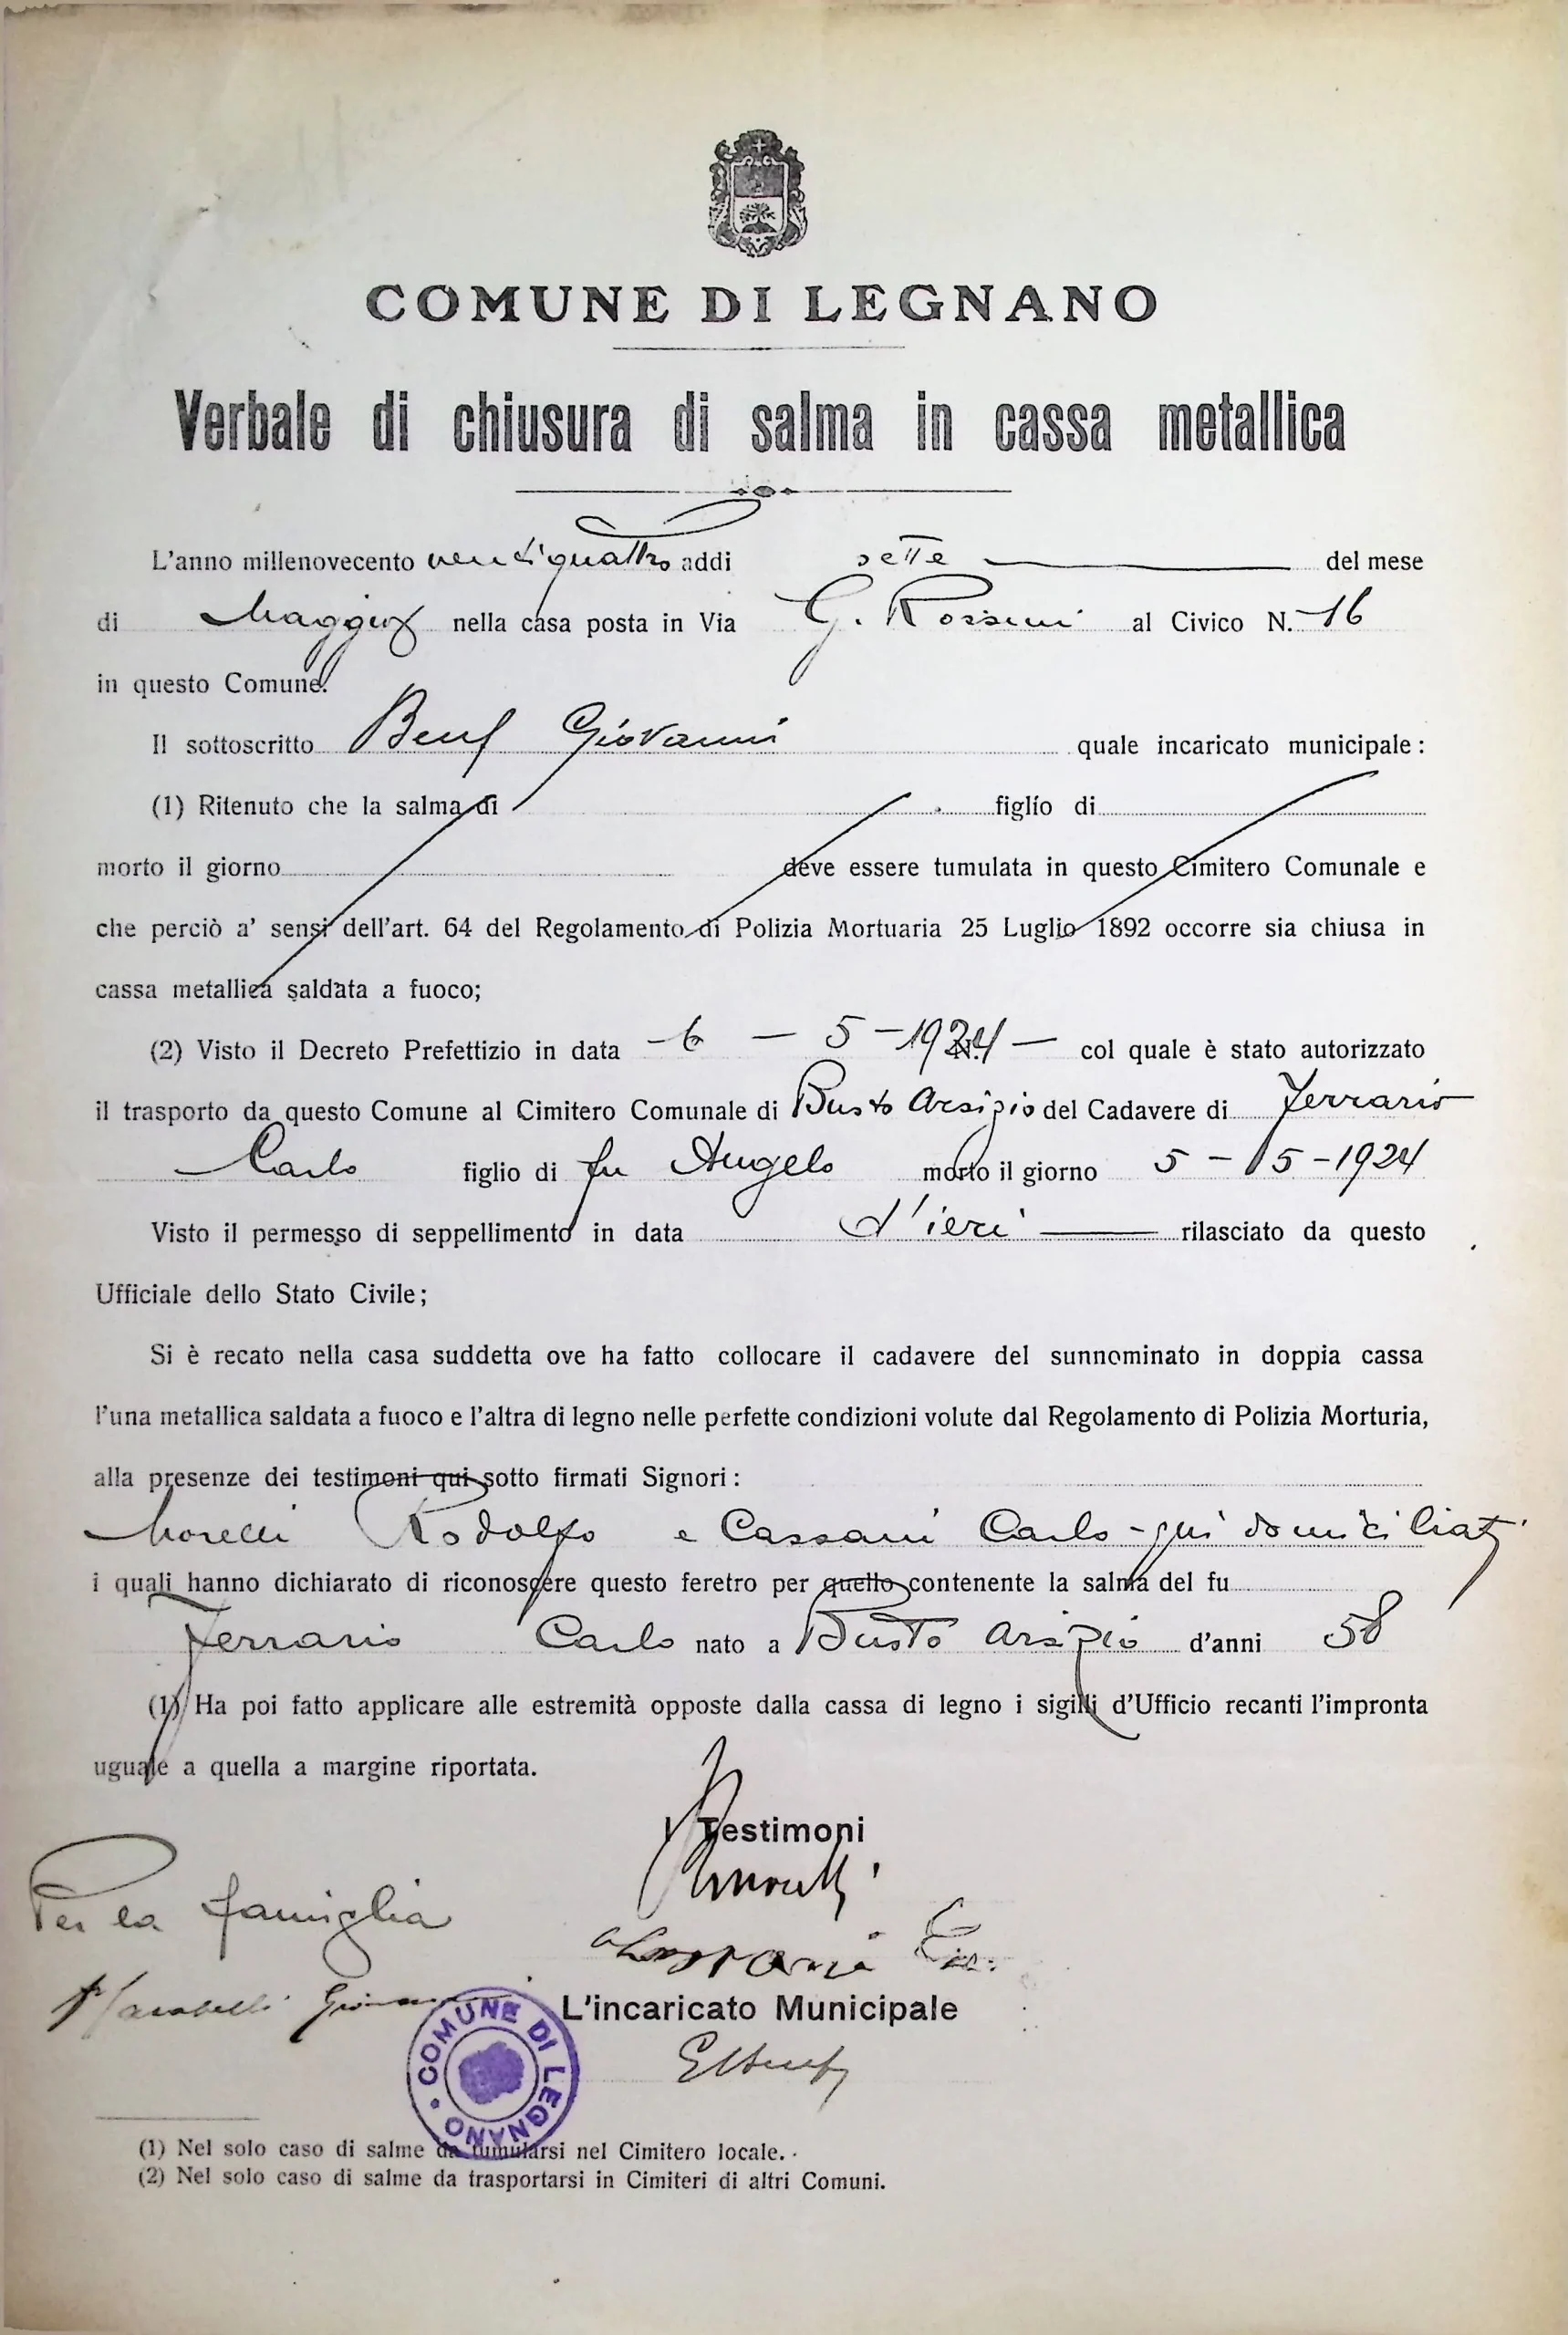 COMUNE DI LEGNANO
Verbale di chiusura di salma in cassa metallica
L'anno millenovecento ventiquattro addi sette del mese
di Maggio nella casa posta in Via G. Rossini al Civico N. 16
in questo Comune.
Il sottoscritto Giovanni quale incaricato municipale:
(1) Ritenuto che la salma di figlio di
morto il giorno deve essere tumulata in questo Cimitero Comunale e
che perciò a' sensi dell'art. 64 del Regolamento di Polizia Mortuaria 25 Luglio 1892 occorre sia chiusa in
cassa metallica saldata a fuoco;
(2) Visto il Decreto Prefettizio in data - 6 - 5 - 1924 - col quale è stato autorizzato
il trasporto da questo Comune al Cimitero Comunale di Busto Arsizio del Cadavere di Ferrario
Carlo figlio di fu Angelo morto il giorno 5 - 5 - 1924
Visto il permesso di seppellimento in data d'ieri rilasciato da questo
Ufficiale dello Stato Civile;
Si è recato nella casa suddetta ove ha fatto collocare il cadavere del sunnominato in doppia cassa
l'una metallica saldata a fuoco e l'altra di legno nelle perfette condizioni volute dal Regolamento di Polizia Morturia,
alla presenze dei testimoni qui sotto firmati Signori:
Morelli Rodolfo e Cassani Carlo - qui domiciliati
i quali hanno dichiarato di riconoscere questo feretro per quello contenente la salma del fu
Ferrario Carlo nato a Busto Arsizio d'anni 58
(1) Ha poi fatto applicare alle estremità opposte dalla cassa di legno i sigilli d'Ufficio recanti l'impronta
uguale a quella a margine riportata.
I Testimoni
Per la famiglia
L'incaricato Municipale
COMUNE DI LEGNANO
(1) Nel solo caso di salme da tumularsi nel Cimitero locale.
(2) Nel solo caso di salme da trasportarsi in Cimiteri di altri Comuni.